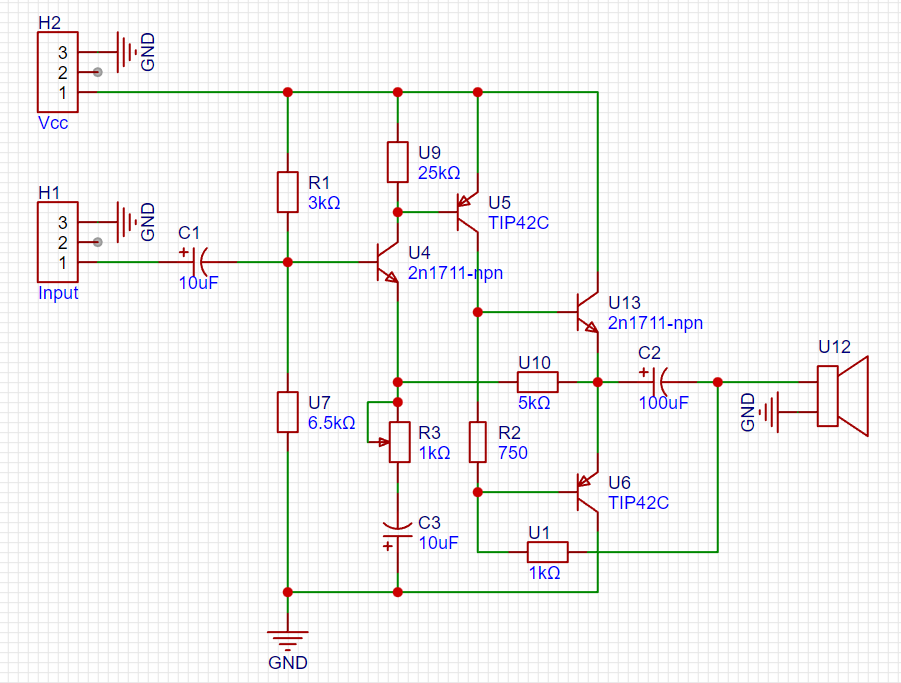 H2
3
2
1
GND
Vcc
H1
3
2
1
GND
Input
C1
10uF
R1
3kΩ
U9
25kΩ
U5
TIP42C
U4
2n1711-npn
U13
2n1711-npn
U10
5kΩ
C2
100uF
U12
GND
U7
6.5kΩ
R3
1kΩ
R2
750
U6
TIP42C
C3
10uF
U1
1kΩ
GND